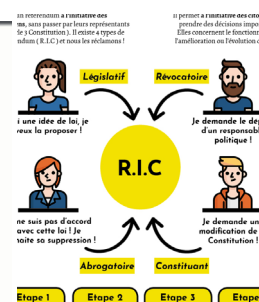 un référendum à l'initiative des
ens, sans passer par leurs représentants
le 3 Constitution ). Il existe 4 types de
ndum ( R.I.C ) et nous les réclamons !
Il permet à l'initiative des cito
prendre des décisions impo
Elles concernent le fonctionn
l'amélioration ou l'évolution d
Législatif
Révocatoire
i une idée de loi, je
veux la proposer !
Je demande le dép
d'un responsabl
politique !
R.I.C
ne suis pas d'accord
avec cette loi ! Je
haite sa suppression !
Je demande un
modification de
Constitution !
Abrogatoire
Constituant
Etape 1
Etape 2
Etape 3
Etape